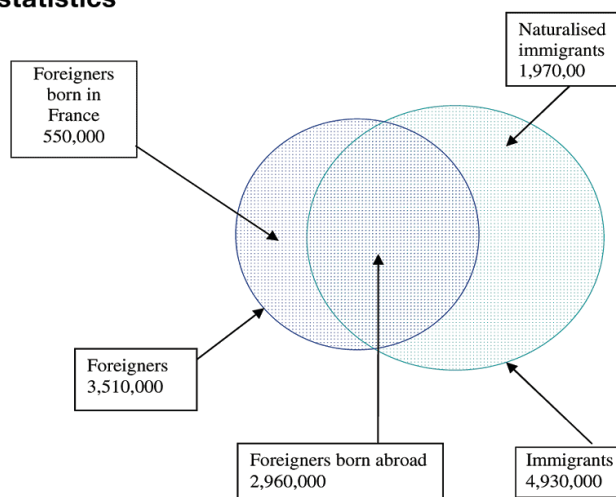 statistics
Naturalised
immigrants
1,970,00
Foreigners
born in
France
550,000
Foreigners
3,510,000
Foreigners born abroad
2,960,000
Immigrants
4,930,000